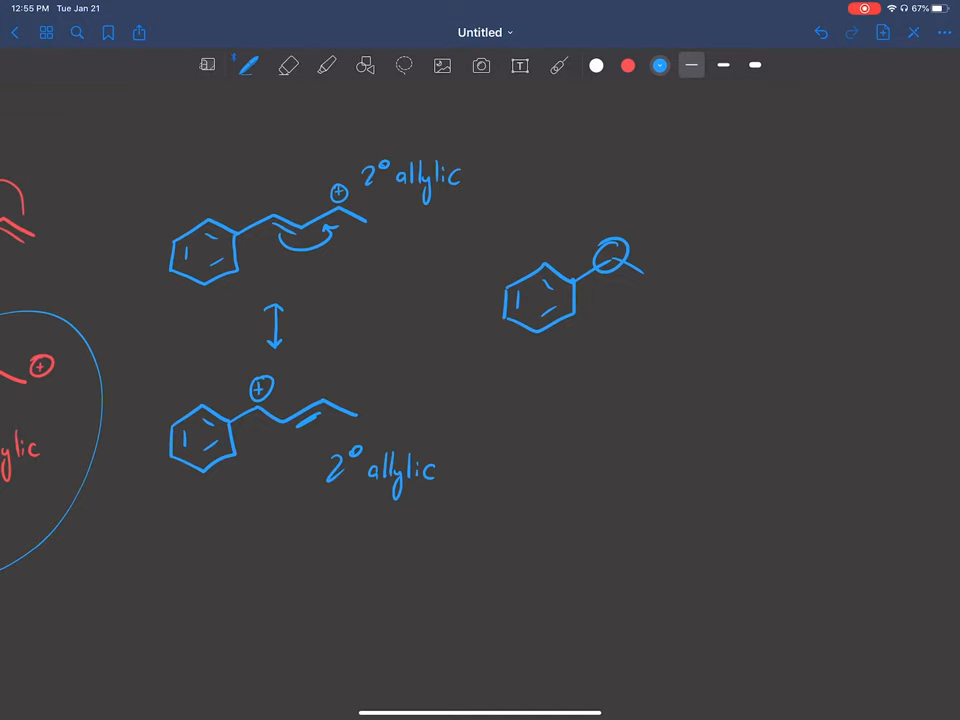 12:55 PM Tue Jan 21
67%
Untitled
T
2° allylic
⊕
⊕
⊕
2° allylic
ylic